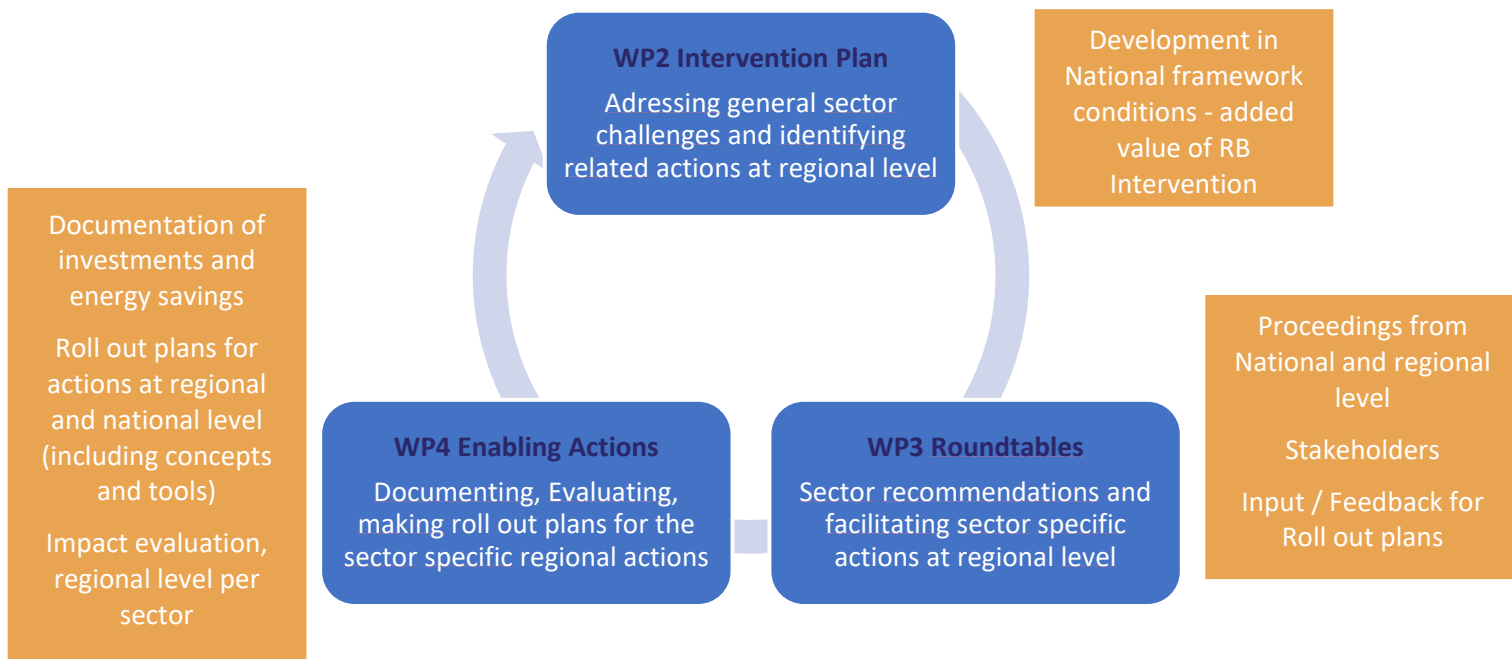 WP2 Intervention Plan
Adressing general sector
challenges and identifying
related actions at regional level
Development in
National framework
conditions - added
value of RB
Intervention
Documentation of
investments and
energy savings
Roll out plans for
actions at regional
and national level
(including concepts
and tools)
Impact evaluation,
regional level per
sector
WP4 Enabling Actions
Documenting, Evaluating,
making roll out plans for the
sector specific regional actions
WP3 Roundtables
Sector recommendations and
facilitating sector specific
actions at regional level
Proceedings from
National and regional
level
Stakeholders
Input / Feedback for
Roll out plans